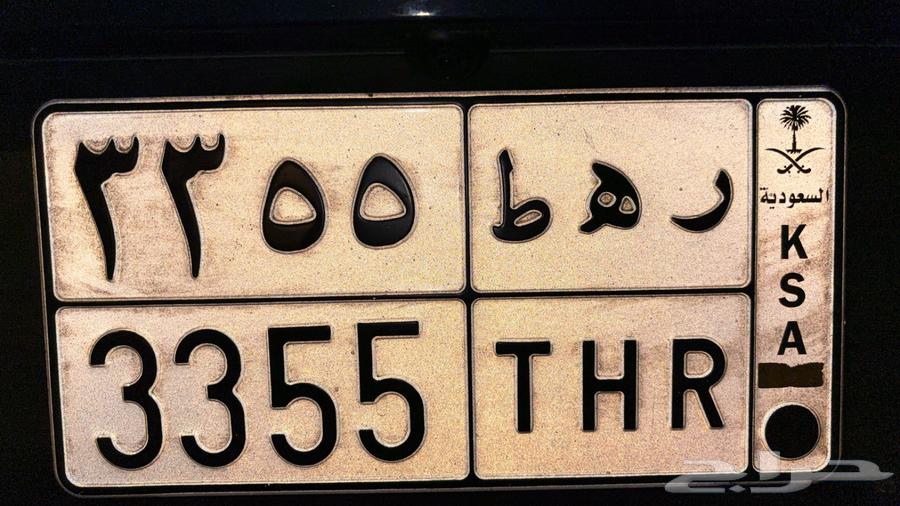 ٣٣٥٥ ر ھ ط
3355 THR
السعودية
K
S
A
حراج